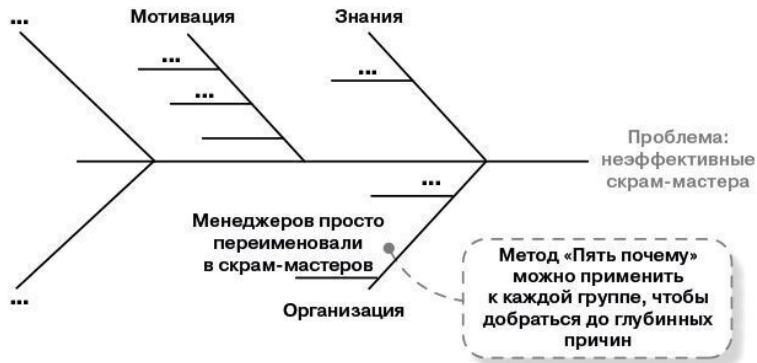 ...
Мотивация
Знания
...
...
...
Проблема:
неэффективные
скрам-мастера
...
Менеджеров просто
переименовали
в скрам-мастеров
Метод «Пять почему»
можно применить
к каждой группе, чтобы
добраться до глубинных
причин
...
Организация